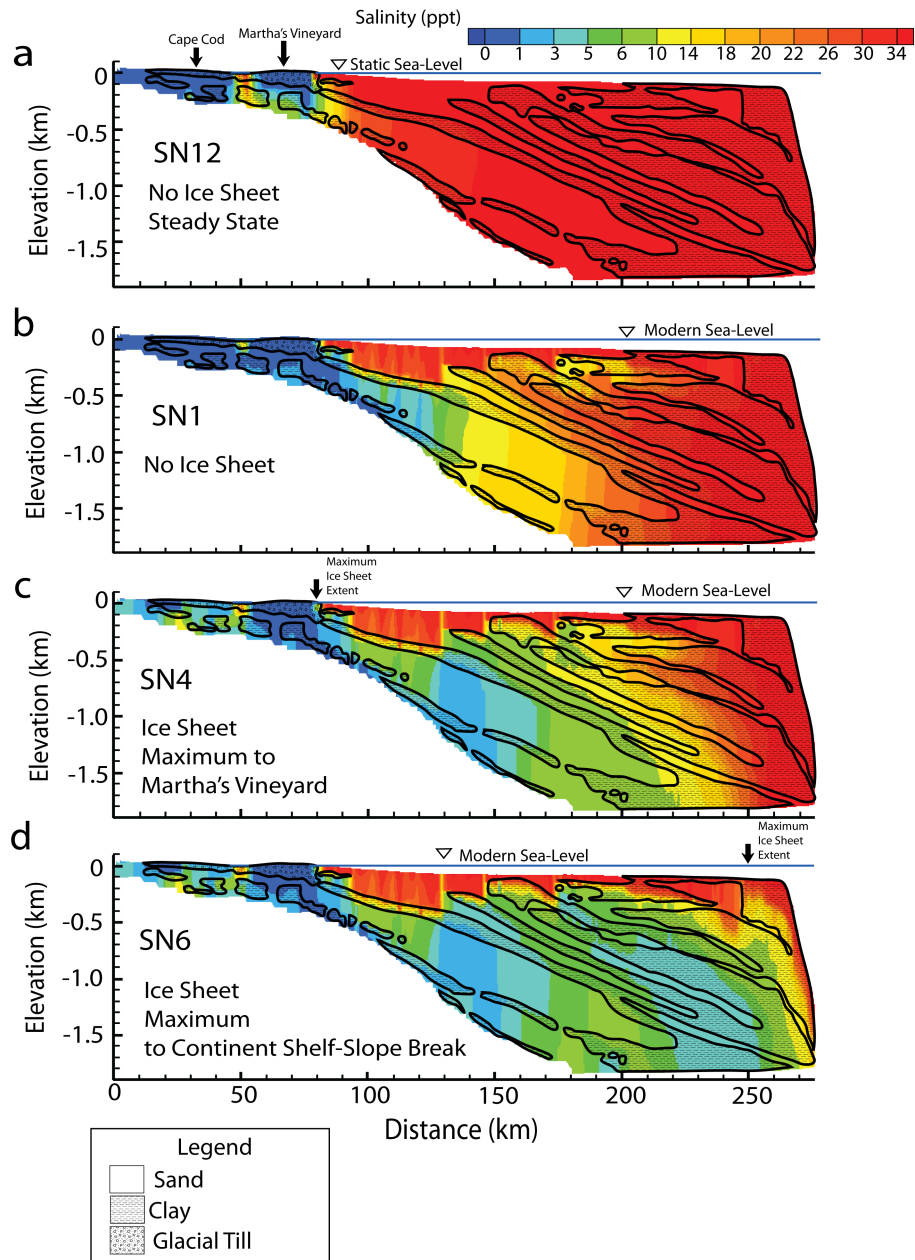 Salinity (ppt)
0 1 3 5 6 10 14 18 20 22 26 30 34
a
Cape Cod
Martha's Vineyard
Static Sea-Level
0
-0.5
-1.0
-1.5
Elevation (km)
SN12
No Ice Sheet
Steady State
b
Modern Sea-Level
0
-0.5
-1.0
-1.5
Elevation (km)
SN1
No Ice Sheet
c
Maximum
Ice Sheet
Extent
Modern Sea-Level
0
-0.5
-1.0
-1.5
Elevation (km)
SN4
Ice Sheet
Maximum to
Martha's Vineyard
d
Modern Sea-Level
Maximum
Ice Sheet
Extent
0
-0.5
-1.0
-1.5
Elevation (km)
SN6
Ice Sheet
Maximum
to Continent Shelf-Slope Break
0 50 100 150 200 250
Distance (km)
Legend
Sand
Clay
Glacial Till